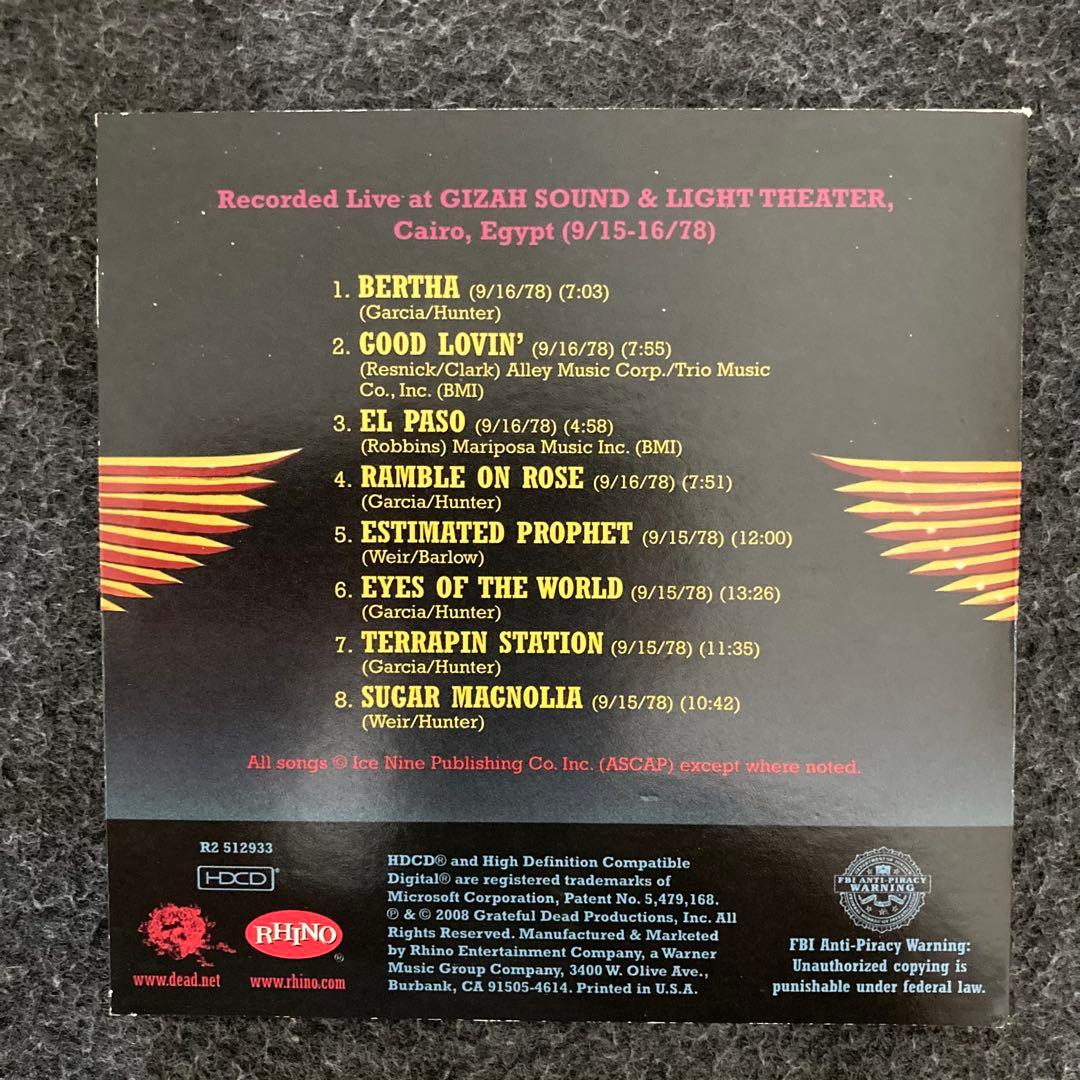 Recorded Live at GIZAH SOUND & LIGHT THEATER,
Cairo, Egypt (9/15-16/78)
1. BERTHA (9/16/78) (7:03)
(Garcia/Hunter)
2. GOOD LOVIN' (9/16/78) (7:55)
(Resnick/Clark) Alley Music Corp./Trio Music
Co., Inc. (BMI)
3. EL PASO (9/16/78) (4:58)
(Robbins) Mariposa Music Inc. (BMI)
4. RAMBLE ON ROSE (9/16/78) (7:51)
(Garcia/Hunter)
5. ESTIMATED PROPHET (9/15/78) (12:00)
(Weir/Barlow)
6. EYES OF THE WORLD (9/15/78) (13:26)
(Garcia/Hunter)
7. TERRAPIN STATION (9/15/78) (11:35)
(Garcia/Hunter)
8. SUGAR MAGNOLIA (9/15/78) (10:42)
(Weir/Hunter)
All songs © Ice Nine Publishing Co. Inc. (ASCAP) except where noted.
R2 512933
HDCD®
RHINO®
www.dead.net
www.rhino.com
HDCD® and High Definition Compatible
Digital® are registered trademarks of
Microsoft Corporation, Patent No. 5,479,168.
℗ & © 2008 Grateful Dead Productions, Inc. All
Rights Reserved. Manufactured & Marketed
by Rhino Entertainment Company, a Warner
Music Group Company, 3400 W. Olive Ave.,
Burbank, CA 91505-4614. Printed in U.S.A.
FBI ANTI-PIRACY
WARNING
FBI Anti-Piracy Warning:
Unauthorized copying is
punishable under federal law.